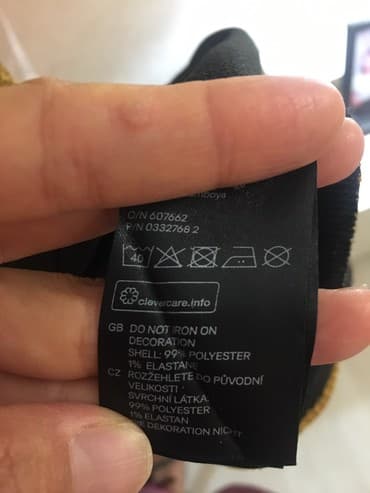 O/N 607662
P/N 0332768 2
40
clevercare.info
GB DO NOT IRON ON
DECORATION
SHELL: 99% POLYESTER
1% ELASTANE
CZ ROZŽEHLETE DO PŮVODNÍ
VELIKOSTI
SVRCHNÍ LÁTKA
99% POLYESTER
1% ELASTAN
DEKORATION NICHT